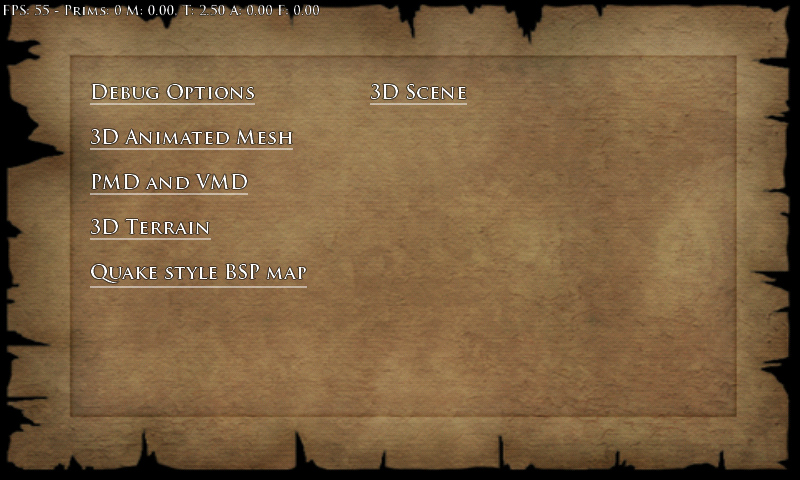 FPS: 55 - Prims: 0 M: 0.00, T: 2.50 A: 0.00 T: 0.00
Debug Options
3D Scene
3D Animated Mesh
PMD and VMD
3D Terrain
Quake style BSP map